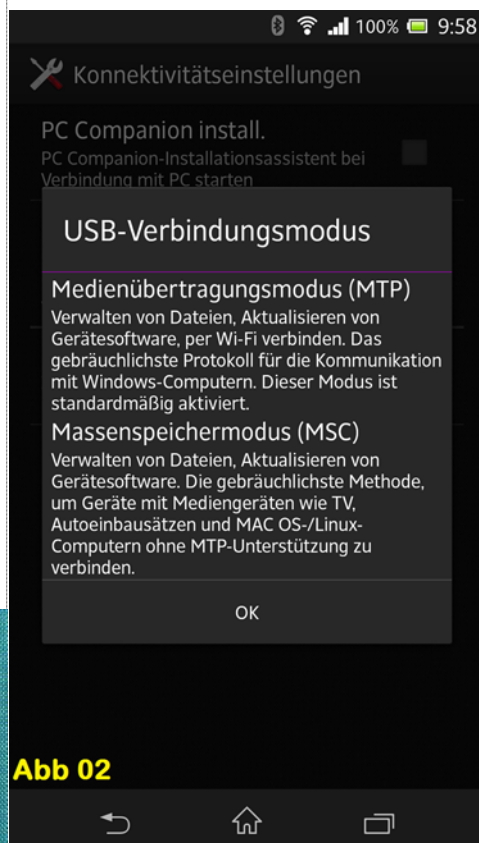 100% 9:58
Konnektivitätseinstellungen
PC Companion install.
PC Companion-Installationsassistent bei
Verbindung mit PC starten
USB-Verbindungsmodus
Medienübertragungsmodus (MTP)
Verwalten von Dateien, Aktualisieren von
Gerätesoftware, per Wi-Fi verbinden. Das
gebräuchlichste Protokoll für die Kommunikation
mit Windows-Computern. Dieser Modus ist
standardmäßig aktiviert.
Massenspeichermodus (MSC)
Verwalten von Dateien, Aktualisieren von
Gerätesoftware. Die gebräuchlichste Methode,
um Geräte mit Mediengeräten wie TV,
Autoeinbausätzen und MAC OS-/Linux-
Computern ohne MTP-Unterstützung zu
verbinden.
OK
Abb 02